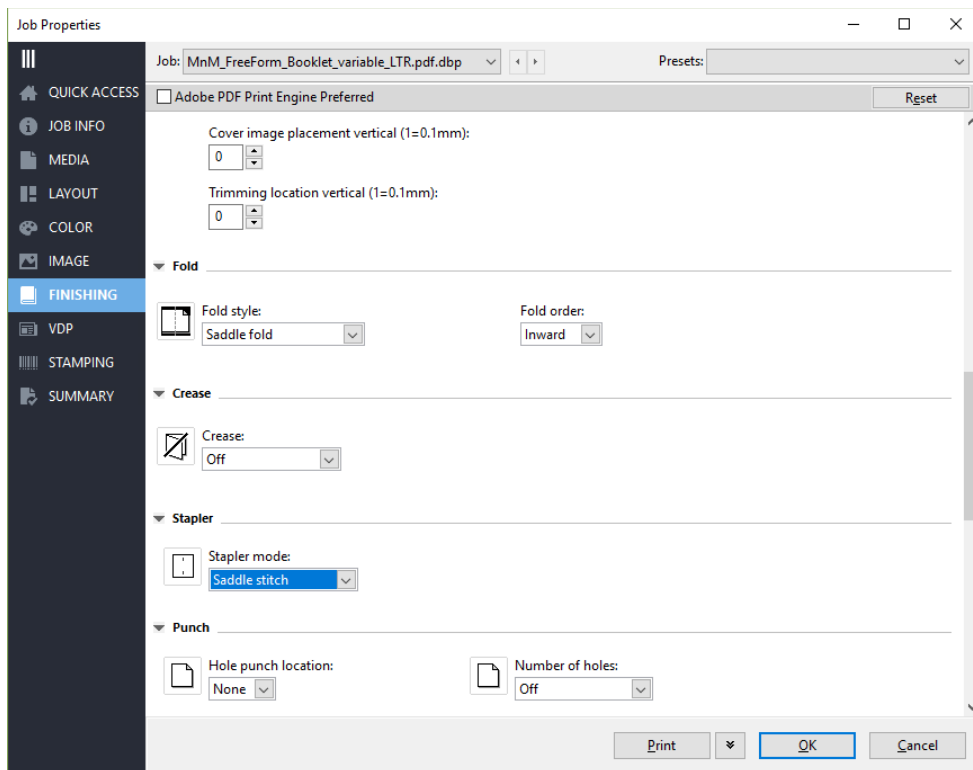 Job Properties
Job: MnM_FreeForm_Booklet_variable_LTR.pdf.dbp
Presets:
QUICK ACCESS
JOB INFO
MEDIA
LAYOUT
COLOR
IMAGE
FINISHING
VDP
STAMPING
SUMMARY
Adobe PDF Print Engine Preferred
Reset
Cover image placement vertical (1=0.1mm):
0
Trimming location vertical (1=0.1mm):
0
Fold
Fold style:
Saddle fold
Fold order:
Inward
Crease
Crease:
Off
Stapler
Stapler mode:
Saddle stitch
Punch
Hole punch location:
None
Number of holes:
Off
Print
OK
Cancel